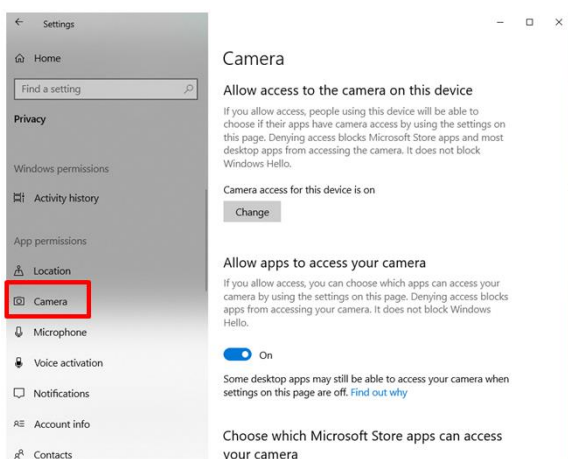 Settings
Home
Find a setting
Privacy
Windows permissions
Activity history
App permissions
Location
Camera
Microphone
Voice activation
Notifications
Account info
Contacts
Camera
Allow access to the camera on this device
If you allow access, people using this device will be able to
choose if their apps have camera access by using the settings on
this page. Denying access blocks Microsoft Store apps and most
desktop apps from accessing the camera. It does not block
Windows Hello.
Camera access for this device is on
Change
Allow apps to access your camera
If you allow access, you can choose which apps can access your
camera by using the settings on this page. Denying access blocks
apps from accessing your camera. It does not block Windows
Hello.
On
Some desktop apps may still be able to access your camera when
settings on this page are off. Find out why
Choose which Microsoft Store apps can access
your camera